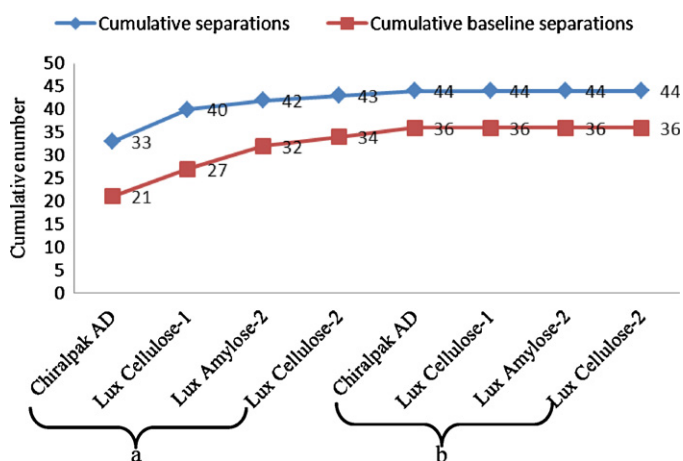 Cumulative separations Cumulative baseline separations
50
45
40
35
30
25
20
15
10
5
0
Cumulative number
33 40 42 43 44 44 44 44
21 27 32 34 36 36 36 36
Chiralpak AD
Lux Cellulose-1
Lux Amylose-2
Lux Cellulose-2
Chiralpak AD
Lux Cellulose-1
Lux Amylose-2
Lux Cellulose-2
a b